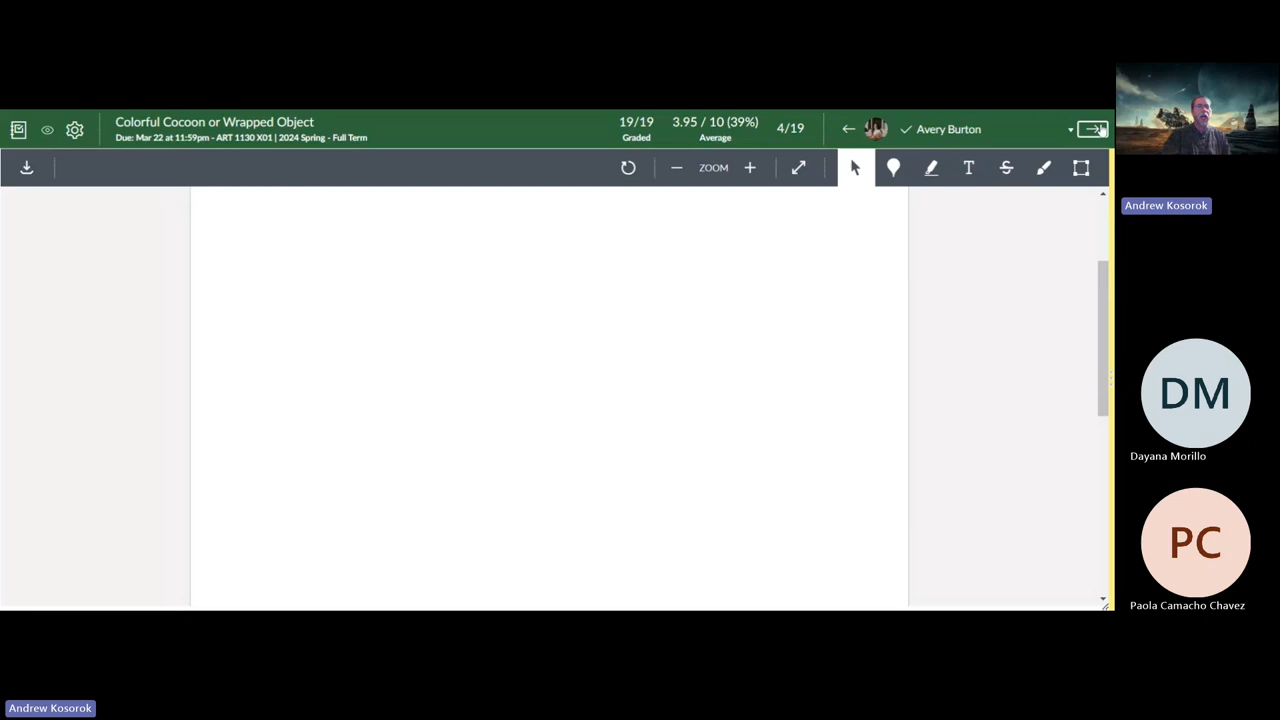 Colorful Cocoon or Wrapped Object
Due: Mar 22 at 11:59pm - ART 1130 X01 | 2024 Spring - Full Term
19/19
Graded
3.95 / 10 (39%)
Average
4/19
Avery Burton
ZOOM
T
S
Andrew Kosorok
DM
Dayana Morillo
PC
Paola Camacho Chavez
Andrew Kosorok